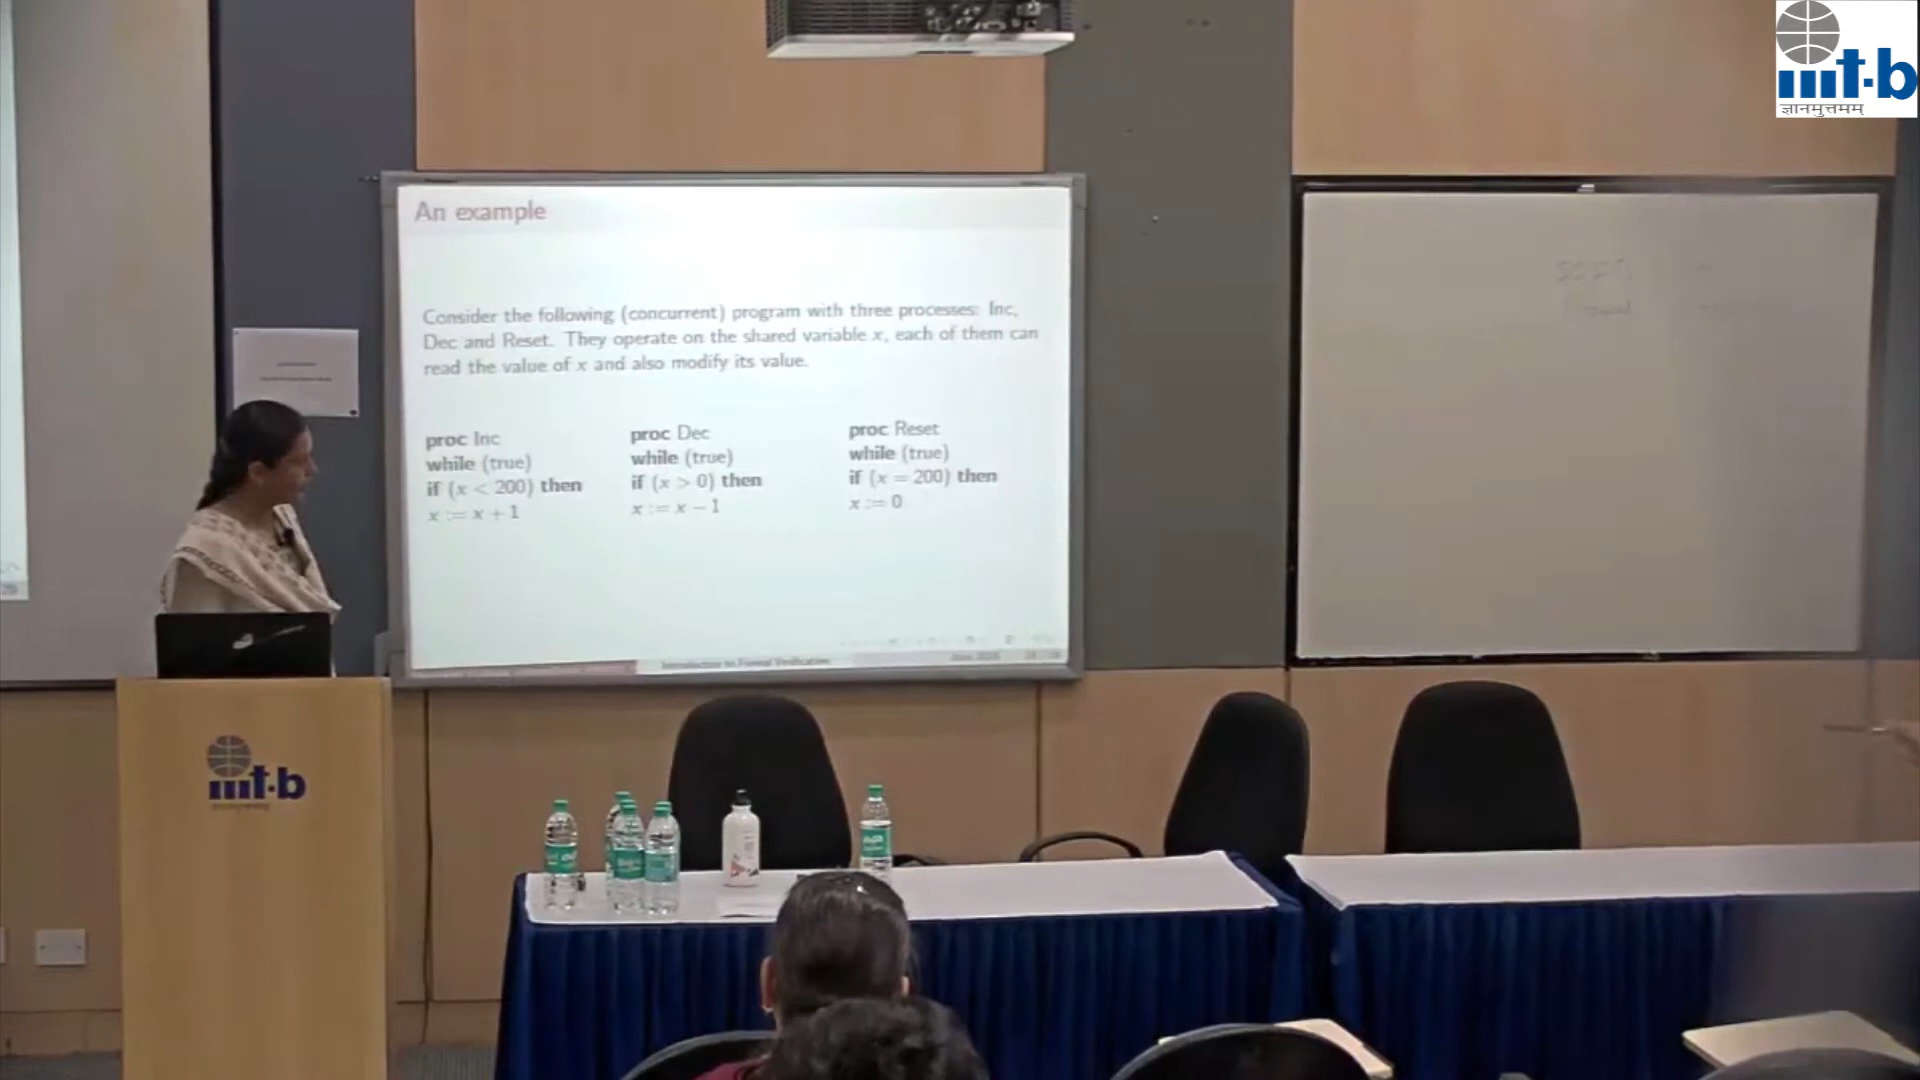 An example
Consider the following (concurrent) program with three processes: Inc,
Dec and Reset. They operate on the shared variable x, each of them can
read the value of x and also modify its value.
proc Inc
while (true)
if (x < 200) then
x := x + 1
proc Dec
while (true)
if (x > 0) then
x := x − 1
proc Reset
while (true)
if (x = 200) then
x := 0
Introduction to Formal Verification
iiit-b
ज्ञानमुत्तमम्
iiit-b